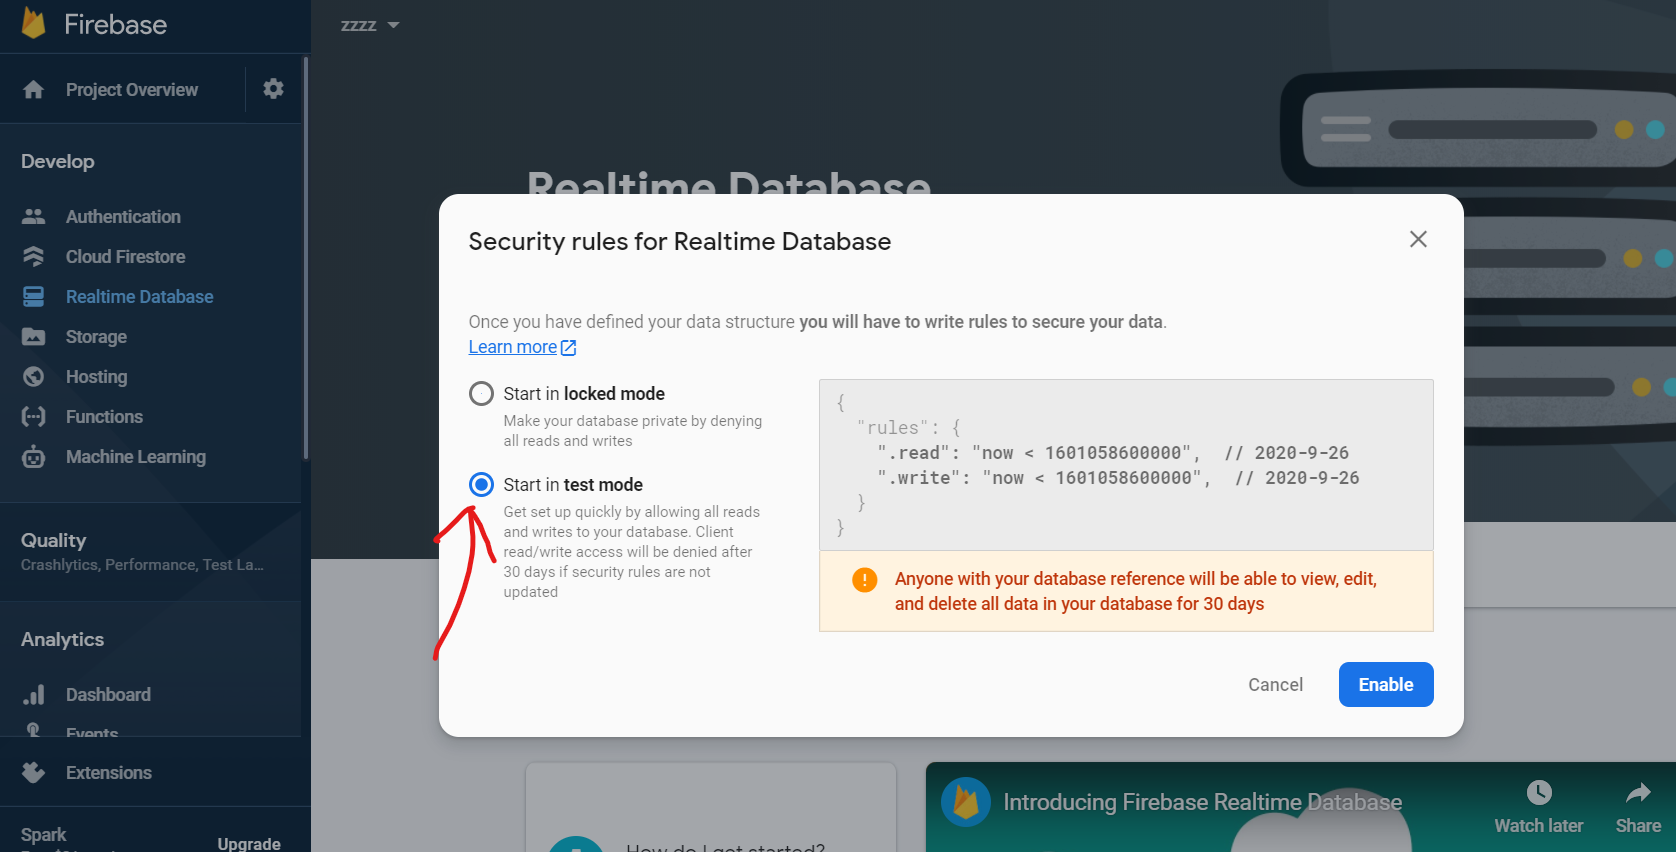 Firebase
zzzz
Project Overview
Develop
Authentication
Cloud Firestore
Realtime Database
Storage
Hosting
Functions
Machine Learning
Quality
Crashlytics, Performance, Test La...
Analytics
Dashboard
Events
Extensions
Spark
Upgrade
Realtime Database
Security rules for Realtime Database
Once you have defined your data structure you will have to write rules to secure your data.
Learn more
Start in locked mode
Make your database private by denying
all reads and writes
Start in test mode
Get set up quickly by allowing all reads
and writes to your database. Client
read/write access will be denied after
30 days if security rules are not
updated
{
"rules": {
".read": "now < 1601058600000", // 2020-9-26
".write": "now < 1601058600000", // 2020-9-26
}
}
Anyone with your database reference will be able to view, edit,
and delete all data in your database for 30 days
Cancel
Enable
How do I get started?
Introducing Firebase Realtime Database
Watch later
Share